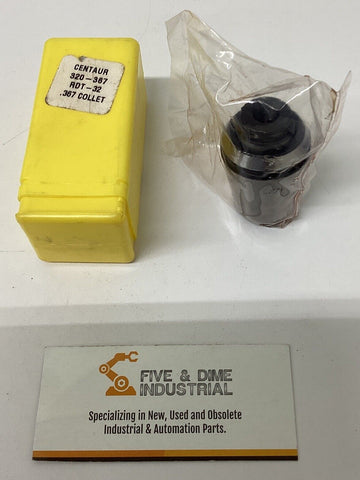 CENTAUR
320-367
RDT-32
.367 COLLET
FIVE & DIME
INDUSTRIAL
Specializing in New, Used and Obsolete
Industrial & Automation Parts.